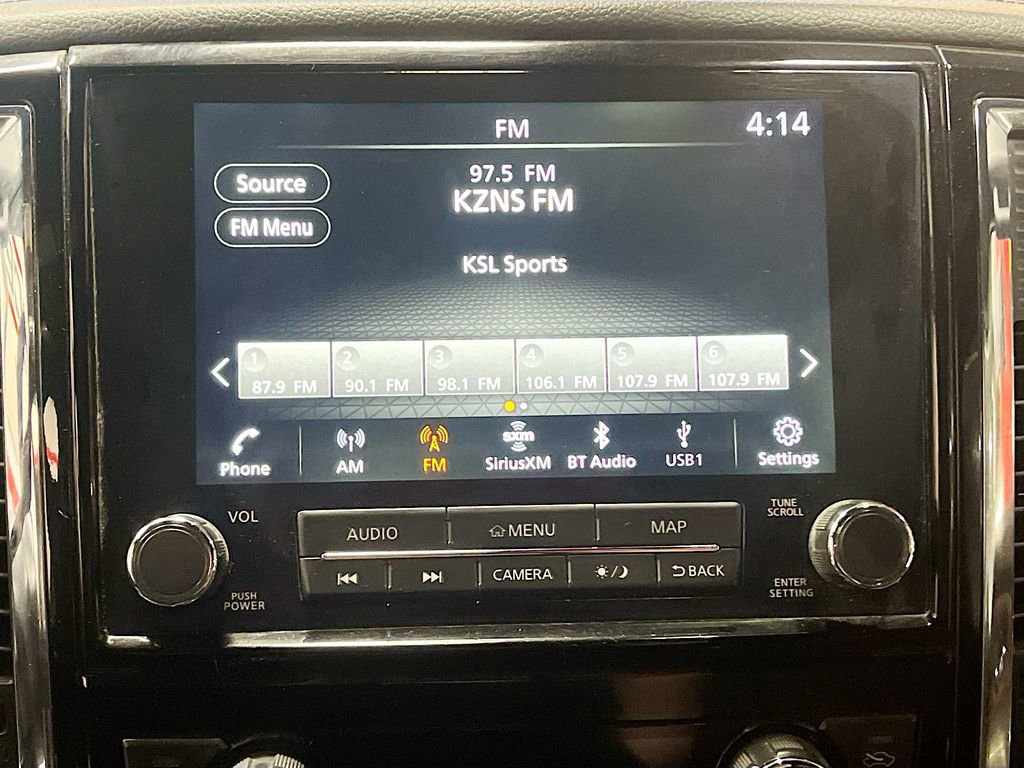 FM
4:14
Source
97.5 FM
KZNS FM
FM Menu
KSL Sports
1 2 3 4 5 6
87.9 FM 90.1 FM 98.1 FM 106.1 FM 107.9 FM 107.9 FM
sxm
Phone AM FM SiriusXM BT Audio USB1 Settings
VOL
TUNE
SCROLL
AUDIO MENU MAP
CAMERA BACK
PUSH
POWER
ENTER
SETTING